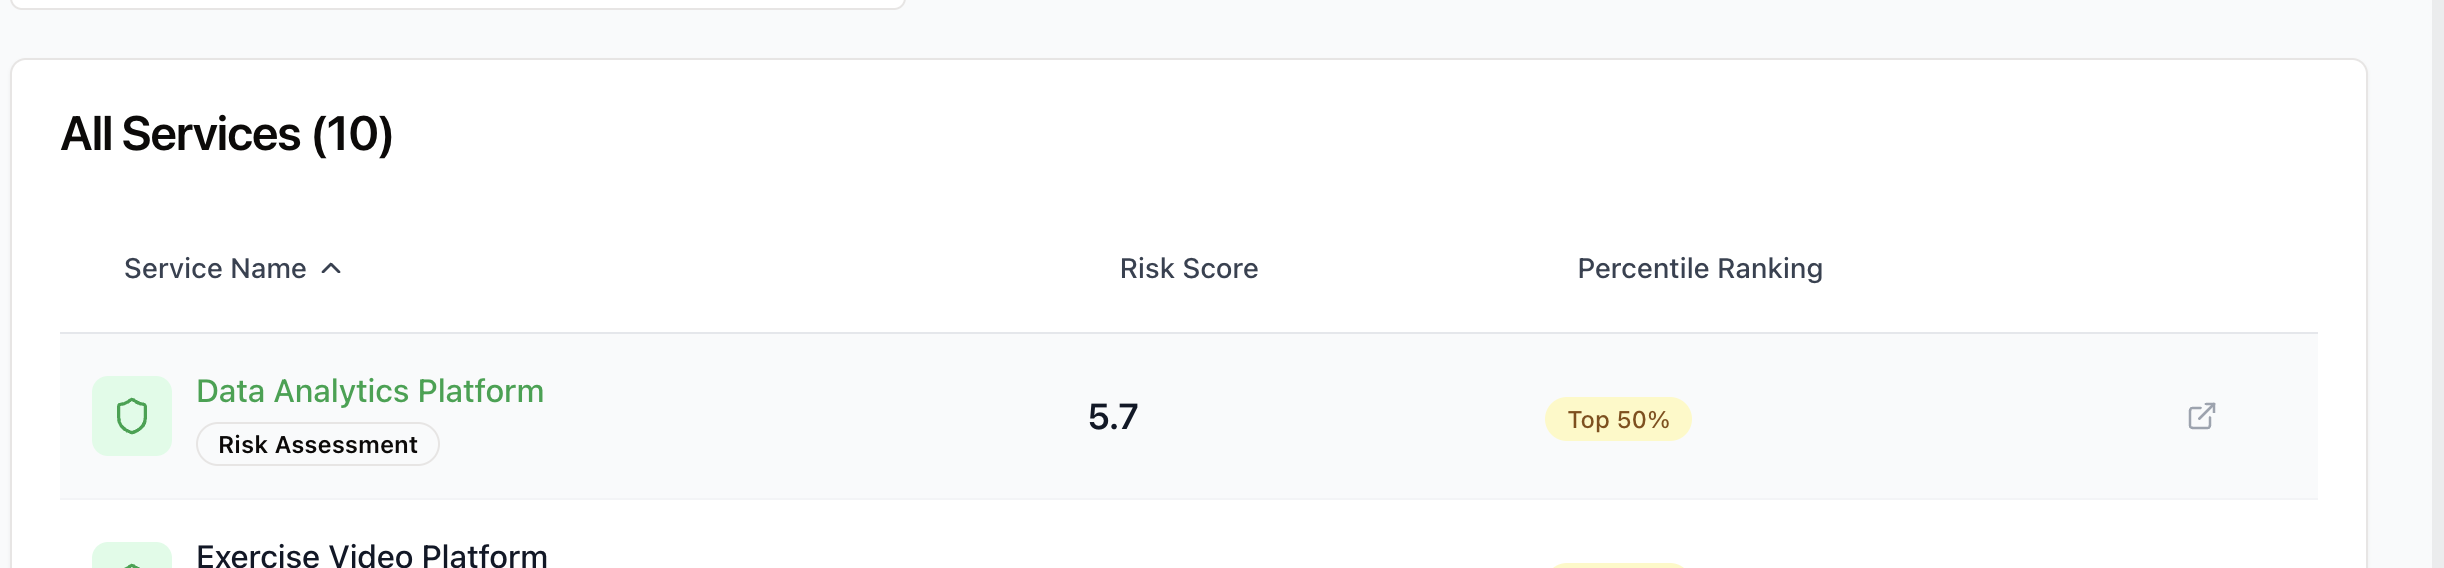 All Services (10)
Service Name
Risk Score
Percentile Ranking
Data Analytics Platform
Risk Assessment
5.7
Top 50%
Exercise Video Platform